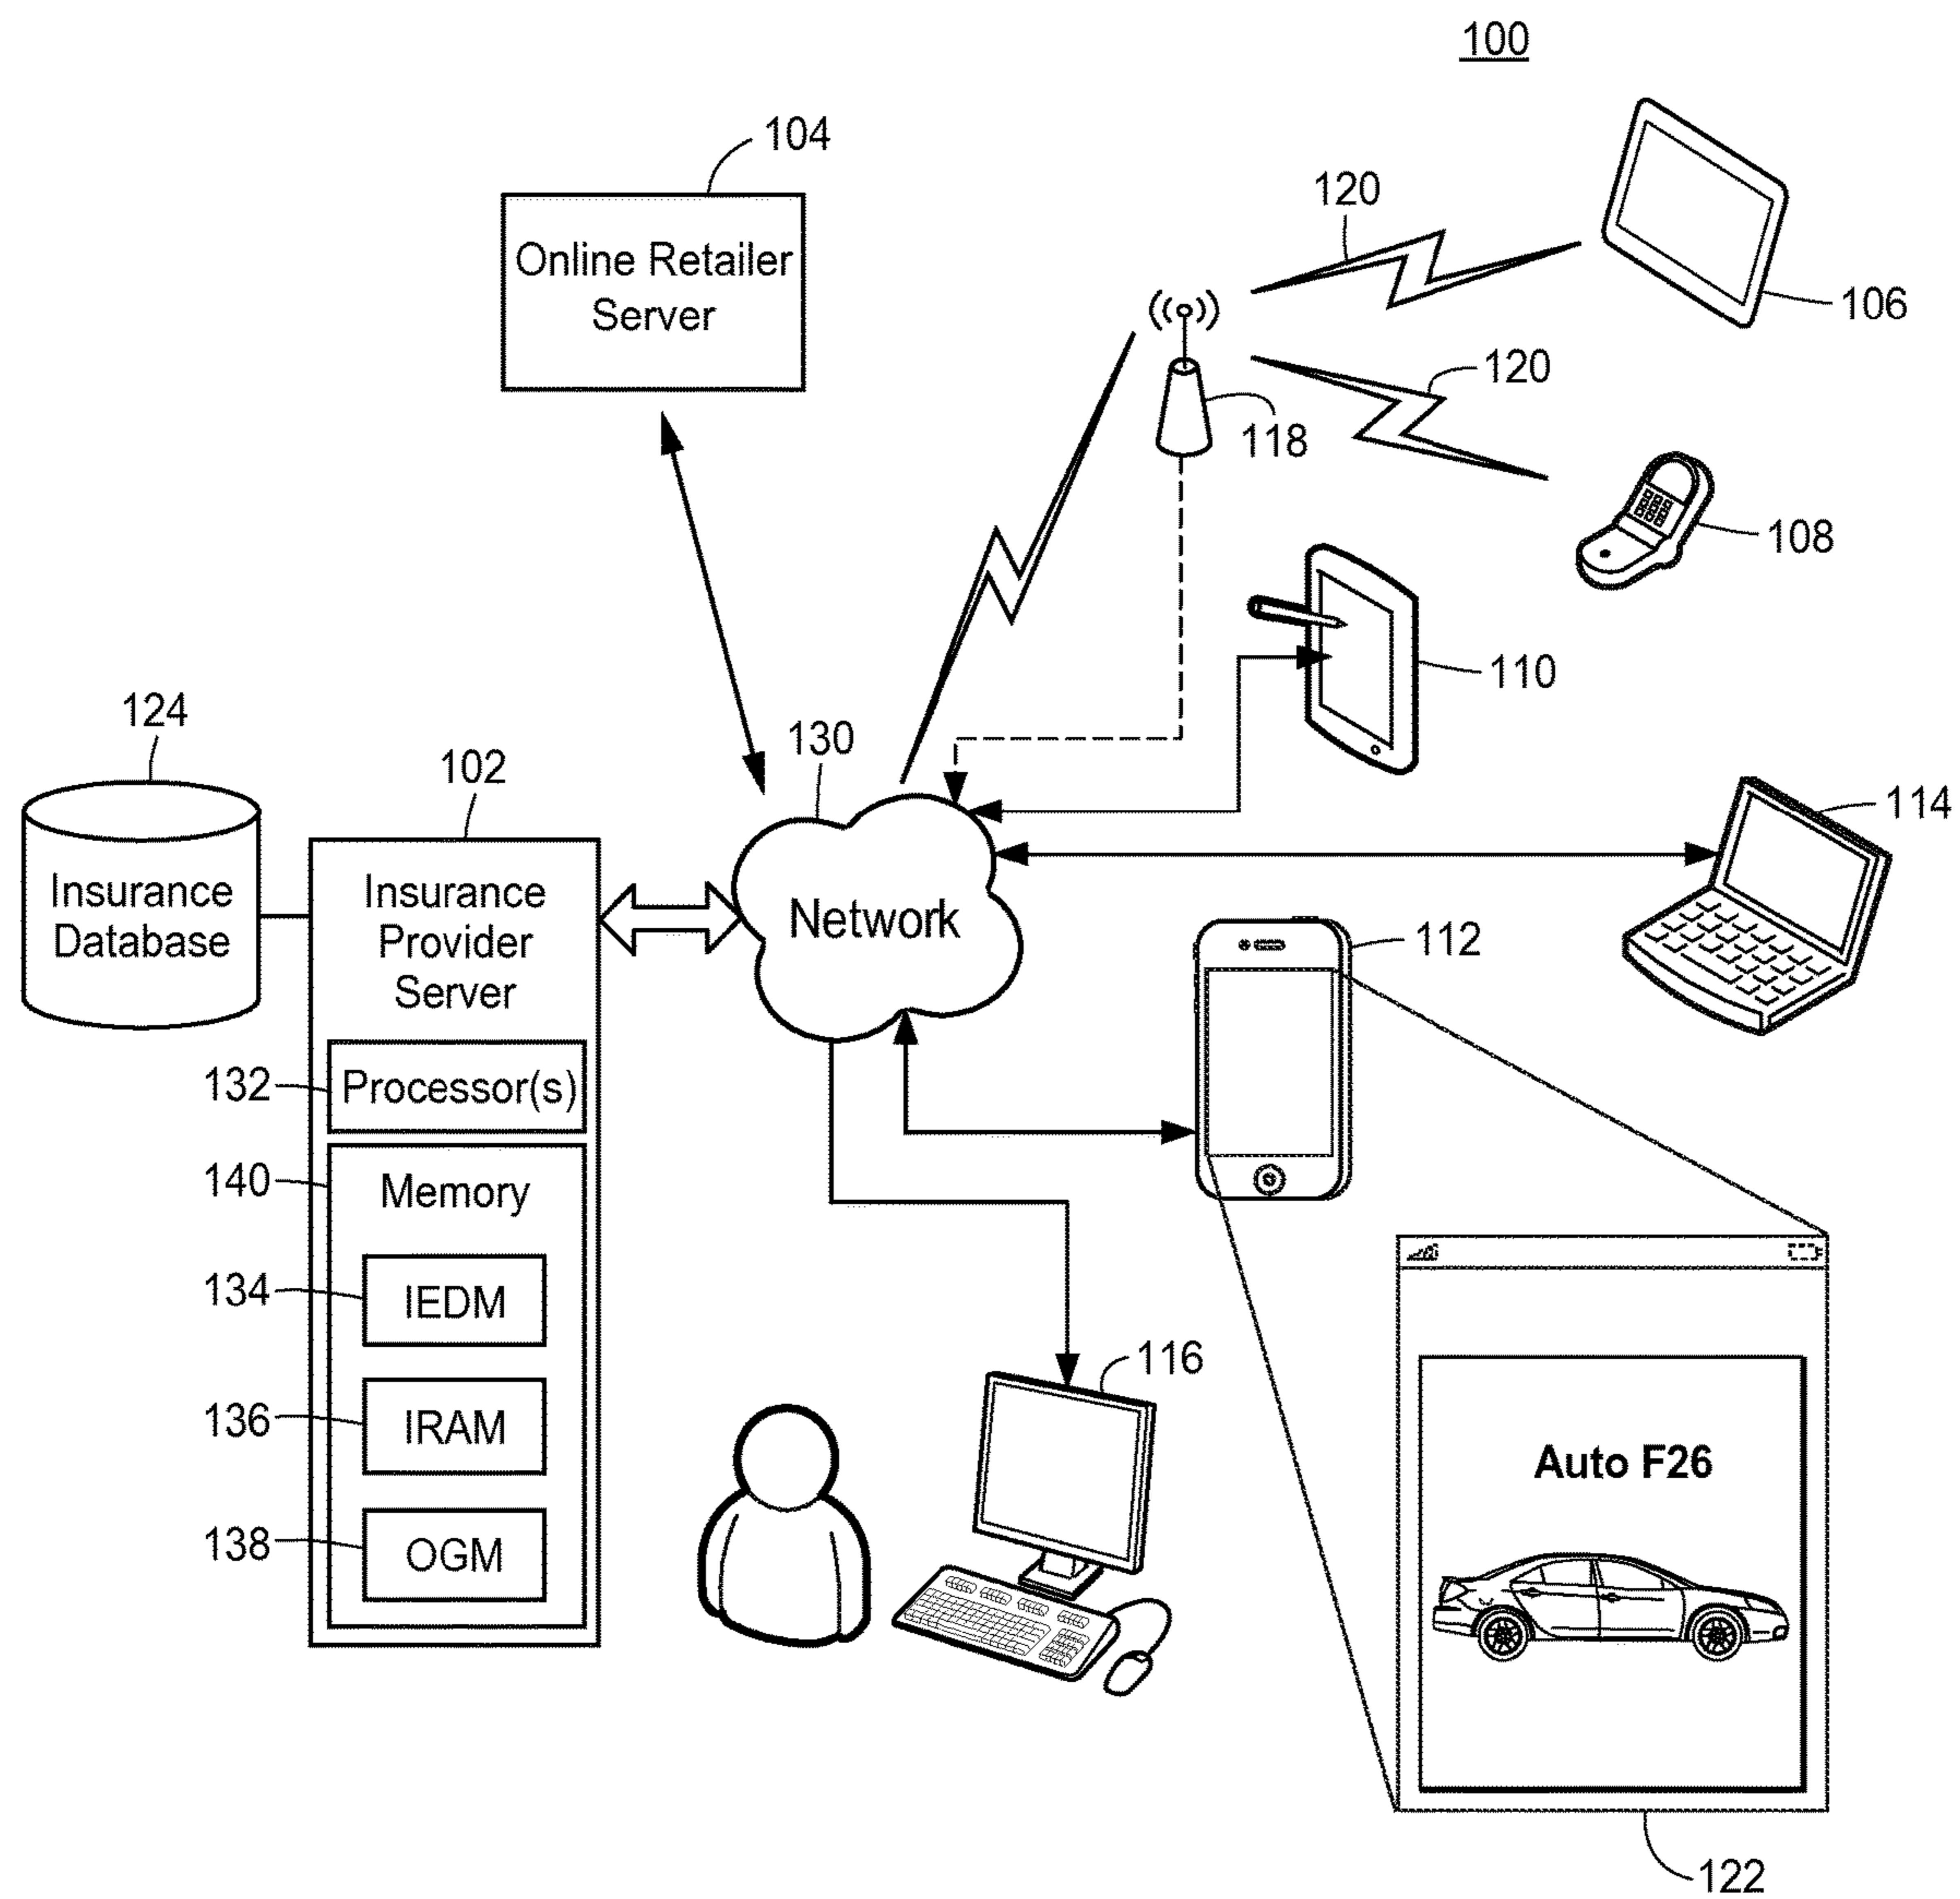 100
104
Online Retailer
Server
120
106
120
118
108
110
124
102
130
114
Insurance
Database
Insurance
Provider
Server
Network
112
132
Processor(s)
140
Memory
134
IEDM
136
IRAM
138
OGM
116
Auto F26
122